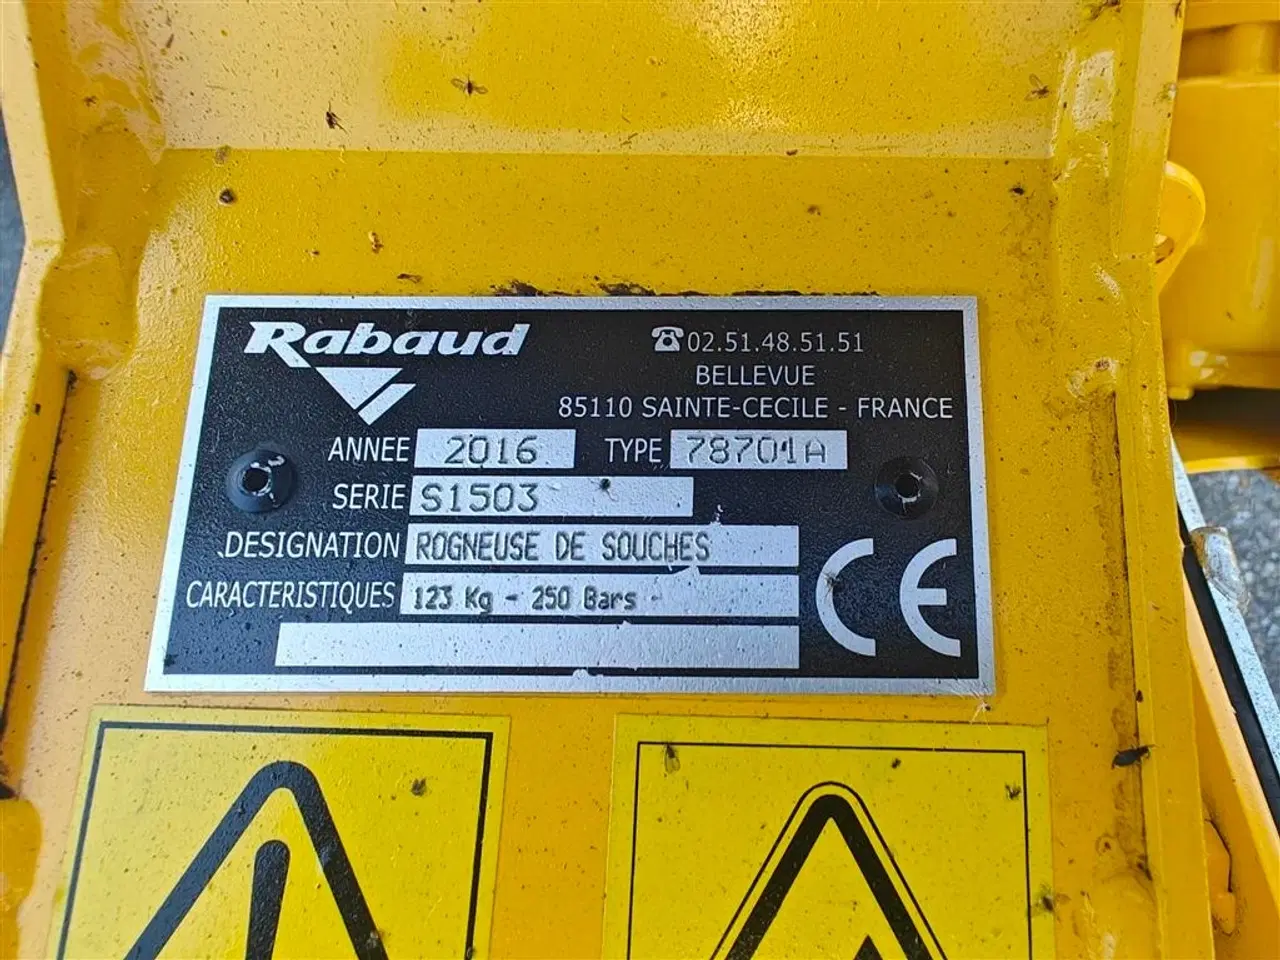 Rabaud
☎02.51.48.51.51
BELLEVUE
85110 SAINTE-CECILE - FRANCE
ANNEE 2016 TYPE 78701A
SERIE S1503
DESIGNATION ROGNEUSE DE SOUCHES
CARACTERISTIQUES 123 Kg - 250 Bars -
CE